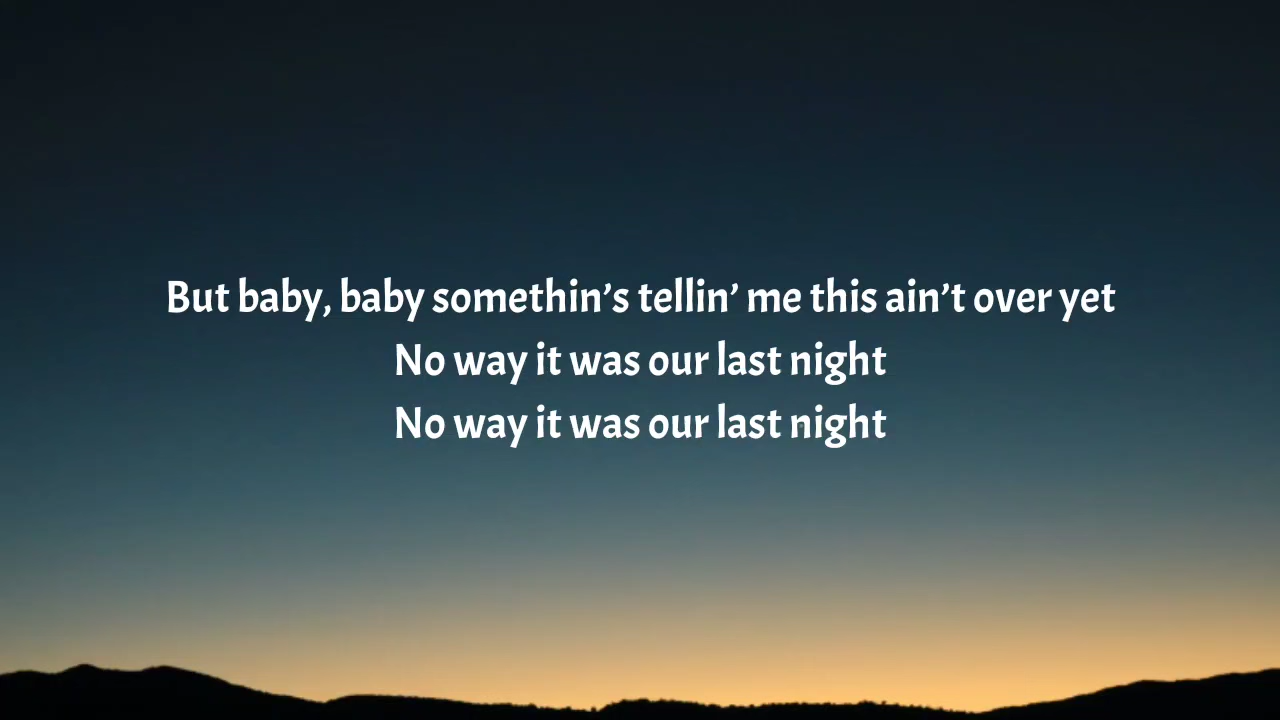 But baby, baby somethin’s tellin’ me this ain’t over yet
No way it was our last night
No way it was our last night